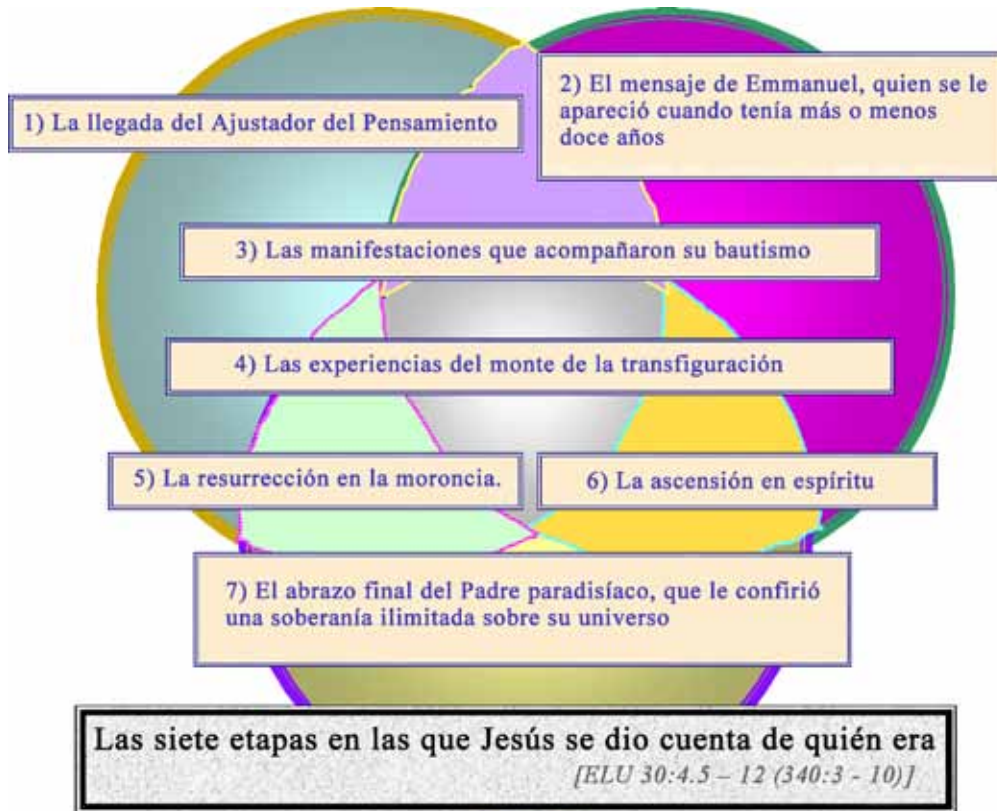 1) La llegada del Ajustador del Pensamiento
2) El mensaje de Emmanuel, quien se le
apareció cuando tenía más o menos
doce años
3) Las manifestaciones que acompañaron su bautismo
4) Las experiencias del monte de la transfiguración
5) La resurrección en la moroncia.
6) La ascensión en espíritu
7) El abrazo final del Padre paradisíaco, que le confirió
una soberanía ilimitada sobre su universo
Las siete etapas en las que Jesús se dio cuenta de quién era
[ELU 30:4.5 – 12 (340:3 - 10)]